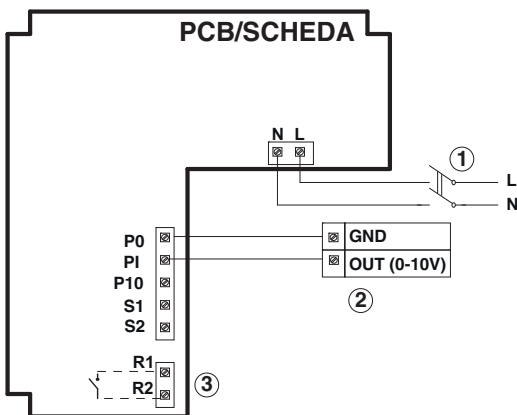 PCB/SCHEDA
N L
1
L
N
P0
PI
P10
S1
S2
GND
OUT (0-10V)
2
R1
R2
3